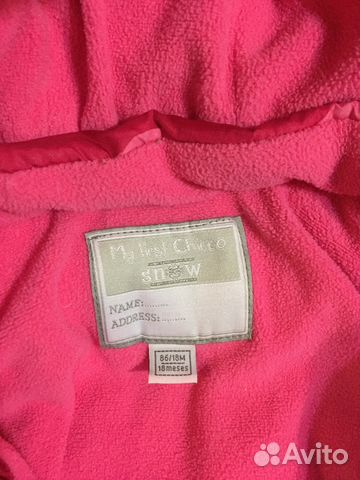 My First Chicco
snow
NAME:.........
ADDRESS:.........
86/18M
18meses
Avito